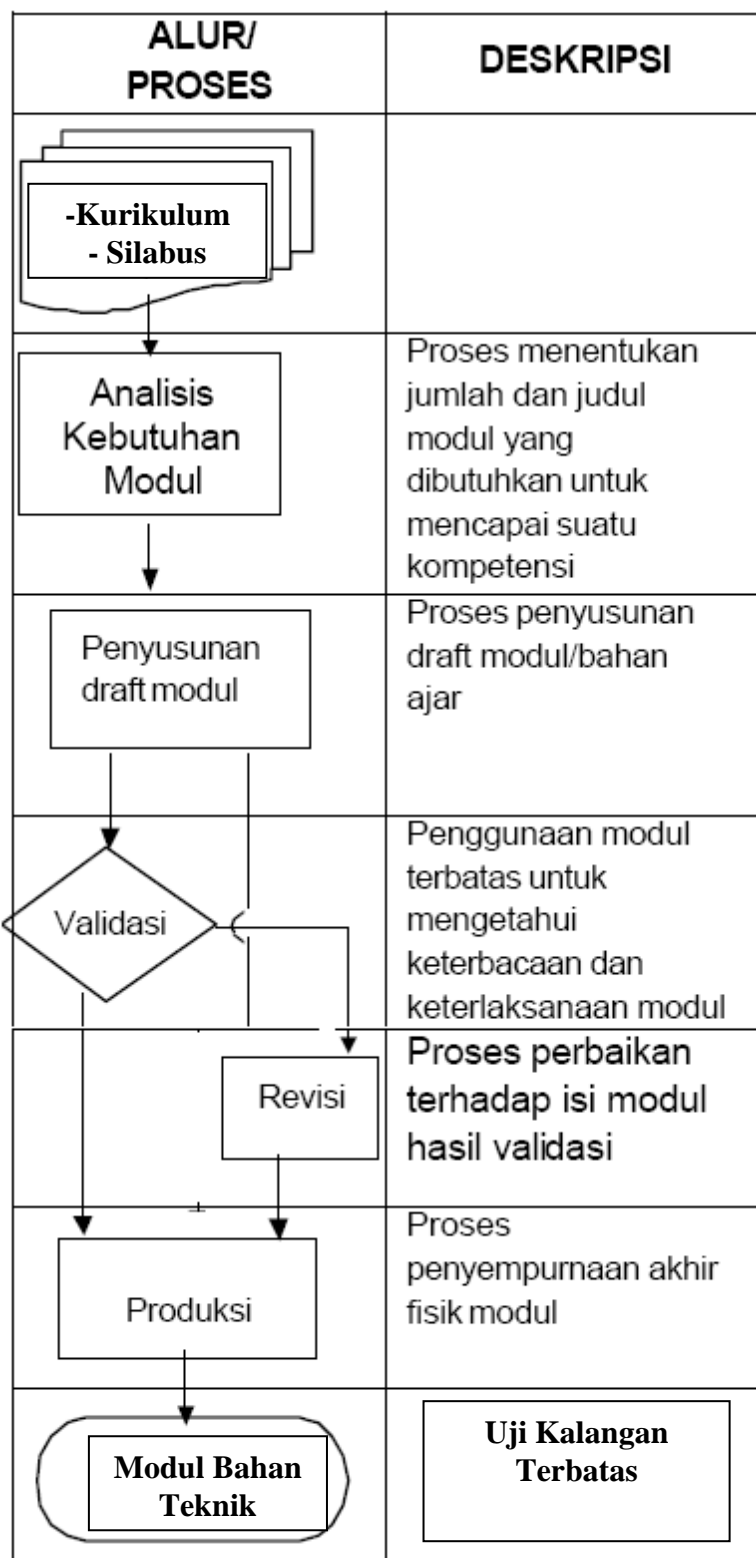 ALUR/
PROSES
DESKRIPSI
-Kurikulum
- Silabus
Analisis
Kebutuhan
Modul
Proses menentukan
jumlah dan judul
modul yang
dibutuhkan untuk
mencapai suatu
kompetensi
Penyusunan
draft modul
Proses penyusunan
draft modul/bahan
ajar
Validasi
Penggunaan modul
terbatas untuk
mengetahui
keterbacaan dan
keterlaksanaan modul
Revisi
Proses perbaikan
terhadap isi modul
hasil validasi
Produksi
Proses
penyempurnaan akhir
fisik modul
Modul Bahan
Teknik
Uji Kalangan
Terbatas